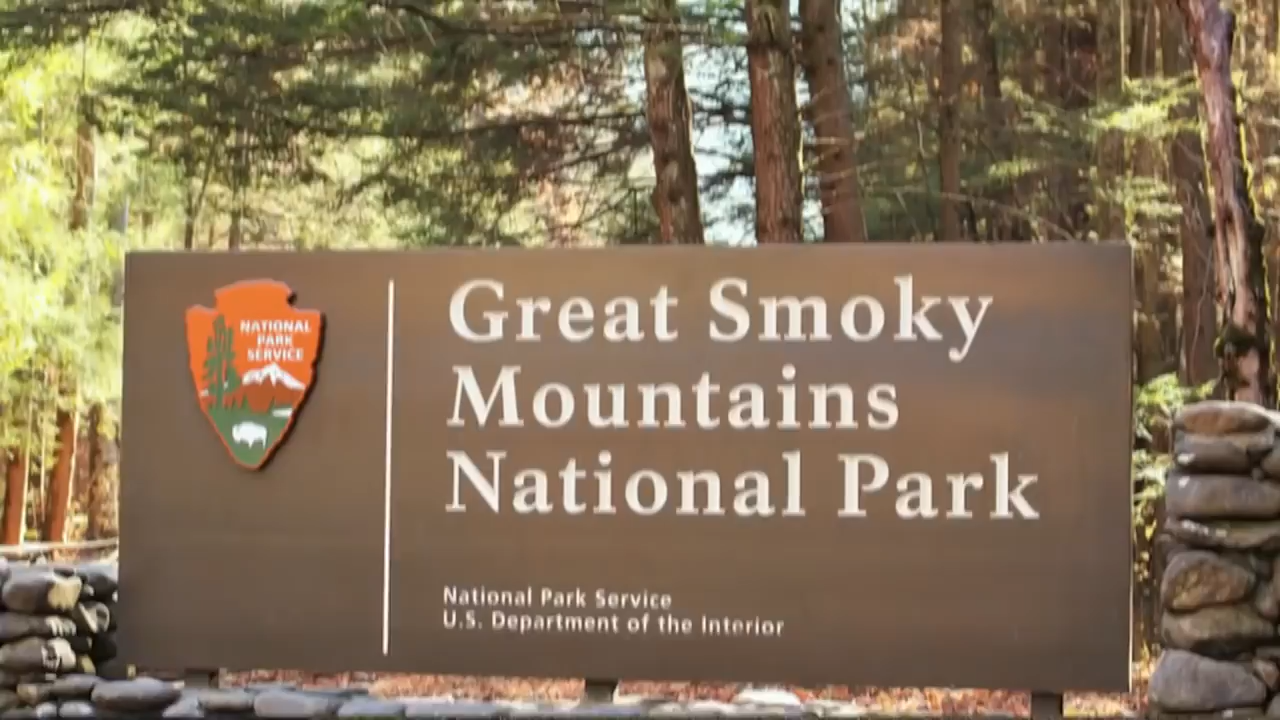 NATIONAL
PARK
SERVICE
Great Smoky
Mountains
National Park
National Park Service
U.S. Department of the Interior